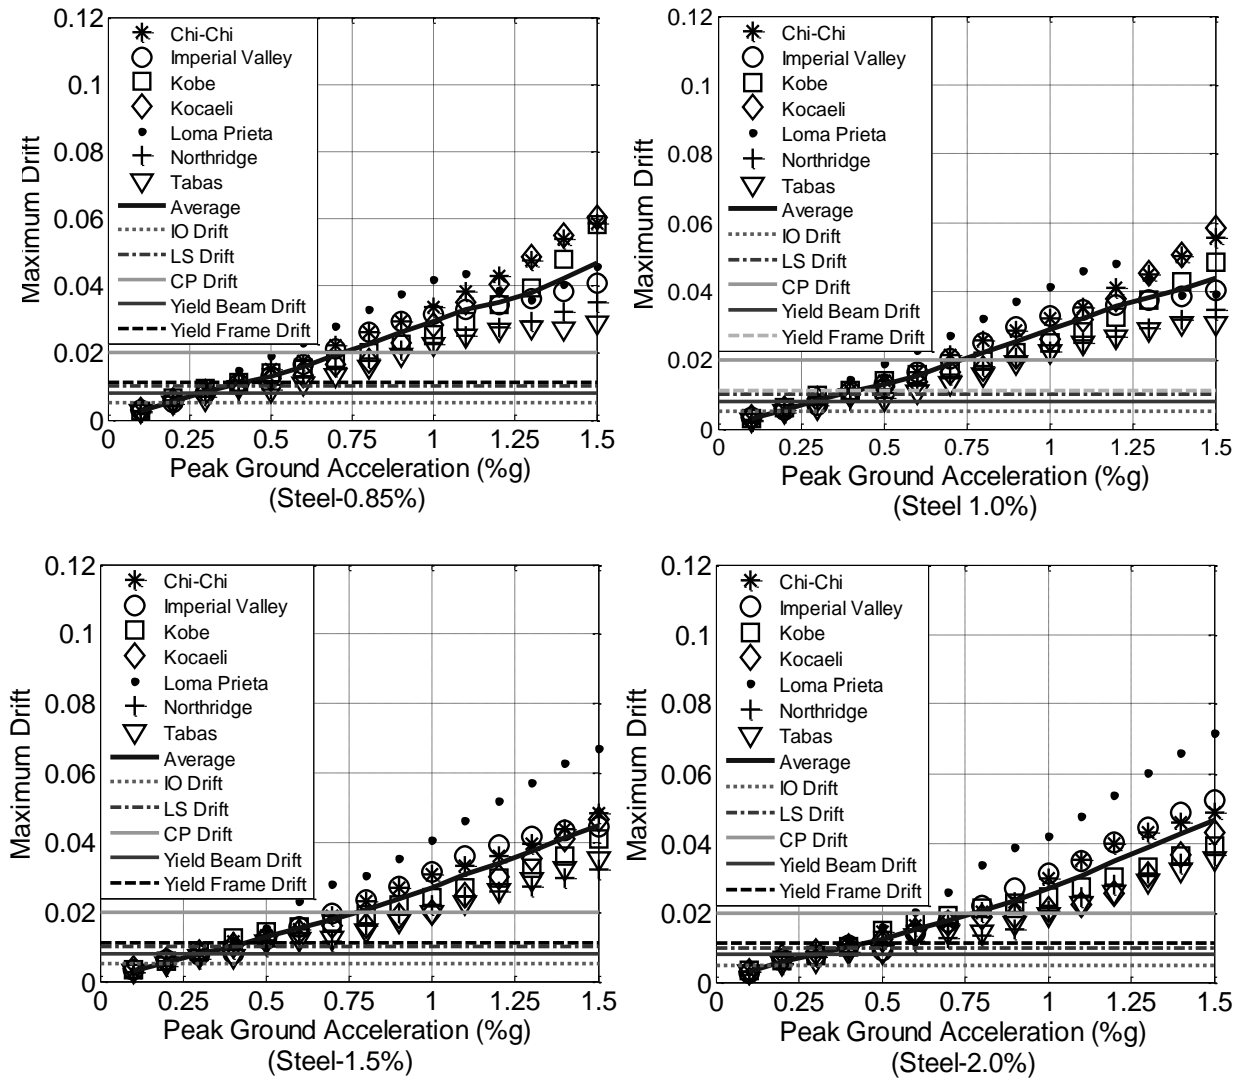 0.12
0.1
0.08
0.06
0.04
0.02
0
Maximum Drift
Chi-Chi
Imperial Valley
Kobe
Kocaeli
Loma Prieta
Northridge
Tabas
Average
IO Drift
LS Drift
CP Drift
Yield Beam Drift
Yield Frame Drift
0 0.25 0.5 0.75 1 1.25 1.5
Peak Ground Acceleration (%g)
(Steel-0.85%)
0.12
0.1
0.08
0.06
0.04
0.02
0
Maximum Drift
Chi-Chi
Imperial Valley
Kobe
Kocaeli
Loma Prieta
Northridge
Tabas
Average
IO Drift
LS Drift
CP Drift
Yield Beam Drift
Yield Frame Drift
0 0.25 0.5 0.75 1 1.25 1.5
Peak Ground Acceleration (%g)
(Steel 1.0%)
0.12
0.1
0.08
0.06
0.04
0.02
0
Maximum Drift
Chi-Chi
Imperial Valley
Kobe
Kocaeli
Loma Prieta
Northridge
Tabas
Average
IO Drift
LS Drift
CP Drift
Yield Beam Drift
Yield Frame Drift
0 0.25 0.5 0.75 1 1.25 1.5
Peak Ground Acceleration (%g)
(Steel-1.5%)
0.12
0.1
0.08
0.06
0.04
0.02
0
Maximum Drift
Chi-Chi
Imperial Valley
Kobe
Kocaeli
Loma Prieta
Northridge
Tabas
Average
IO Drift
LS Drift
CP Drift
Yield Beam Drift
Yield Frame Drift
0 0.25 0.5 0.75 1 1.25 1.5
Peak Ground Acceleration (%g)
(Steel-2.0%)